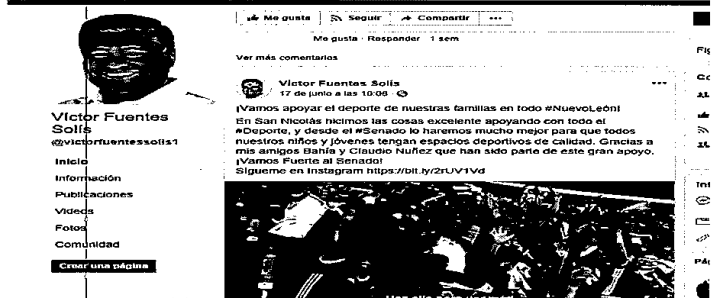 Me gusta Seguir Compartir ...
Me gusta · Responder · 1 sem
Ver más comentarios
Víctor Fuentes Solís
17 de junio a las 10:06 ·
¡Vamos apoyar el deporte de nuestras familias en todo #NuevoLeón!
En San Nicolás hicimos las cosas excelente apoyando con todo el
#Deporte, y desde el #Senado lo haremos mucho mejor para que todos
nuestros niños y jóvenes tengan espacios deportivos de calidad. Gracias a
mis amigos Bahía y Claudio Nuñez que han sido parte de este gran apoyo.
¡Vamos Fuerte al Senado!
Sígueme en Instagram https://bit.ly/2rUV1Vd
Víctor Fuentes
Solís
@victorfuentessolis1
Inicio
Información
Publicaciones
Videos
Fotos
Comunidad
Crear una página